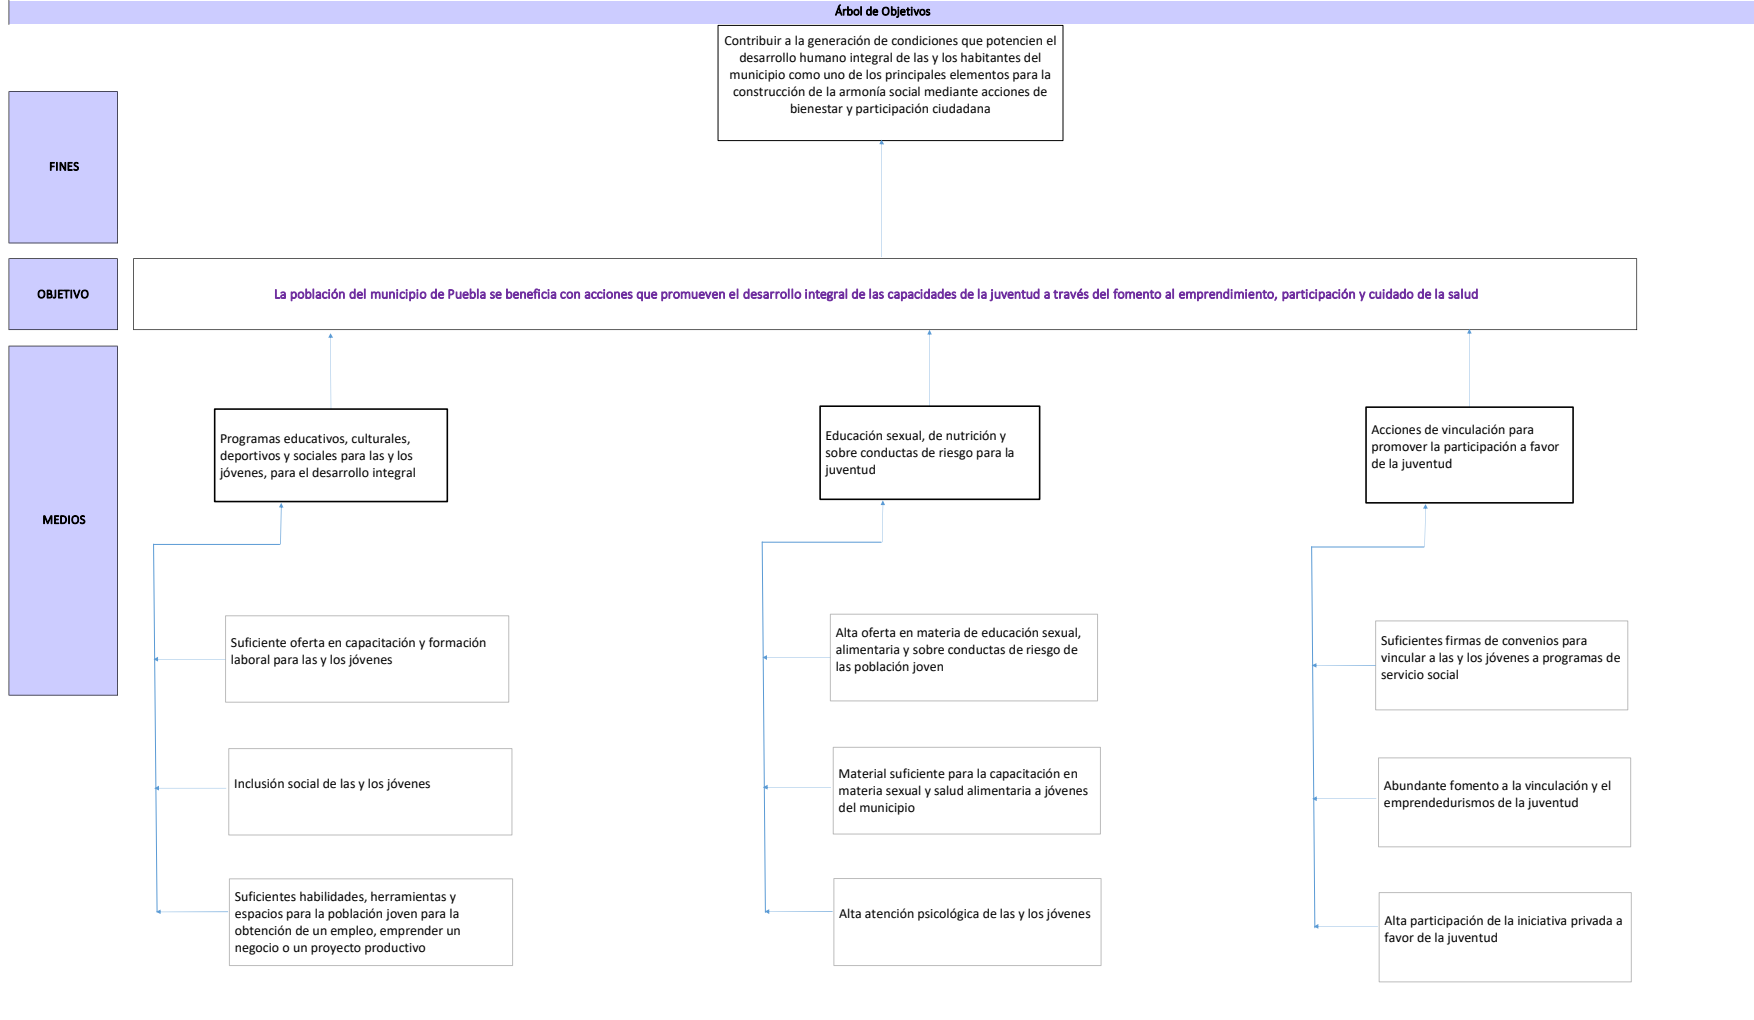 Árbol de Objetivos
Contribuir a la generación de condiciones que potencien el
desarrollo humano integral de las y los habitantes del
municipio como uno de los principales elementos para la
construcción de la armonía social mediante acciones de
bienestar y participación ciudadana
FINES
OBJETIVO
La población del municipio de Puebla se beneficia con acciones que promueven el desarrollo integral de las capacidades de la juventud a través del fomento al emprendimiento, participación y cuidado de la salud
MEDIOS
Programas educativos, culturales,
deportivos y sociales para las y los
jóvenes, para el desarrollo integral
Suficiente oferta en capacitación y formación
laboral para las y los jóvenes
Inclusión social de las y los jóvenes
Suficientes habilidades, herramientas y
espacios para la población joven para la
obtención de un empleo, emprender un
negocio o un proyecto productivo
Educación sexual, de nutrición y
sobre conductas de riesgo para la
juventud
Alta oferta en materia de educación sexual,
alimentaria y sobre conductas de riesgo de
las población joven
Material suficiente para la capacitación en
materia sexual y salud alimentaria a jóvenes
del municipio
Alta atención psicológica de las y los jóvenes
Acciones de vinculación para
promover la participación a favor
de la juventud
Suficientes firmas de convenios para
vincular a las y los jóvenes a programas de
servicio social
Abundante fomento a la vinculación y el
emprendedurismos de la juventud
Alta participación de la iniciativa privada a
favor de la juventud